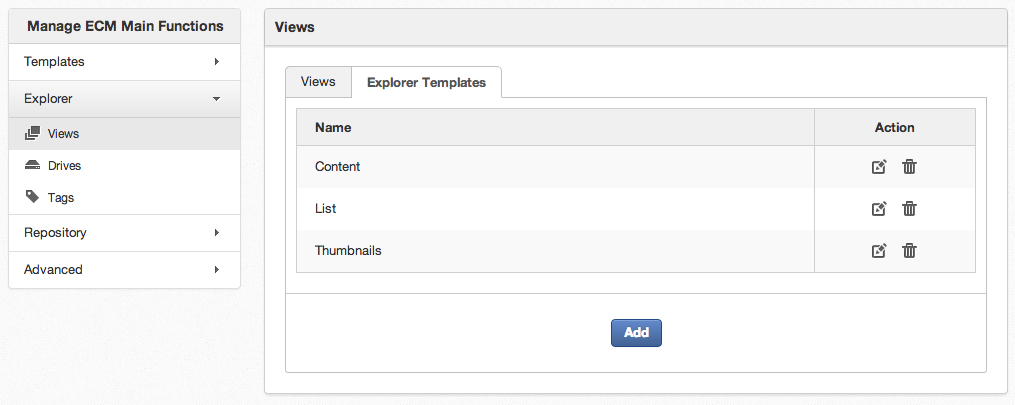 Manage ECM Main Functions
Templates
Explorer
Views
Drives
Tags
Repository
Advanced
Views
Views
Explorer Templates
Name
Action
Content
List
Thumbnails
Add